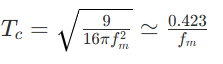 $T_c = \sqrt{\frac{9}{16\pi f_m^2}} \simeq \frac{0.423}{f_m}$